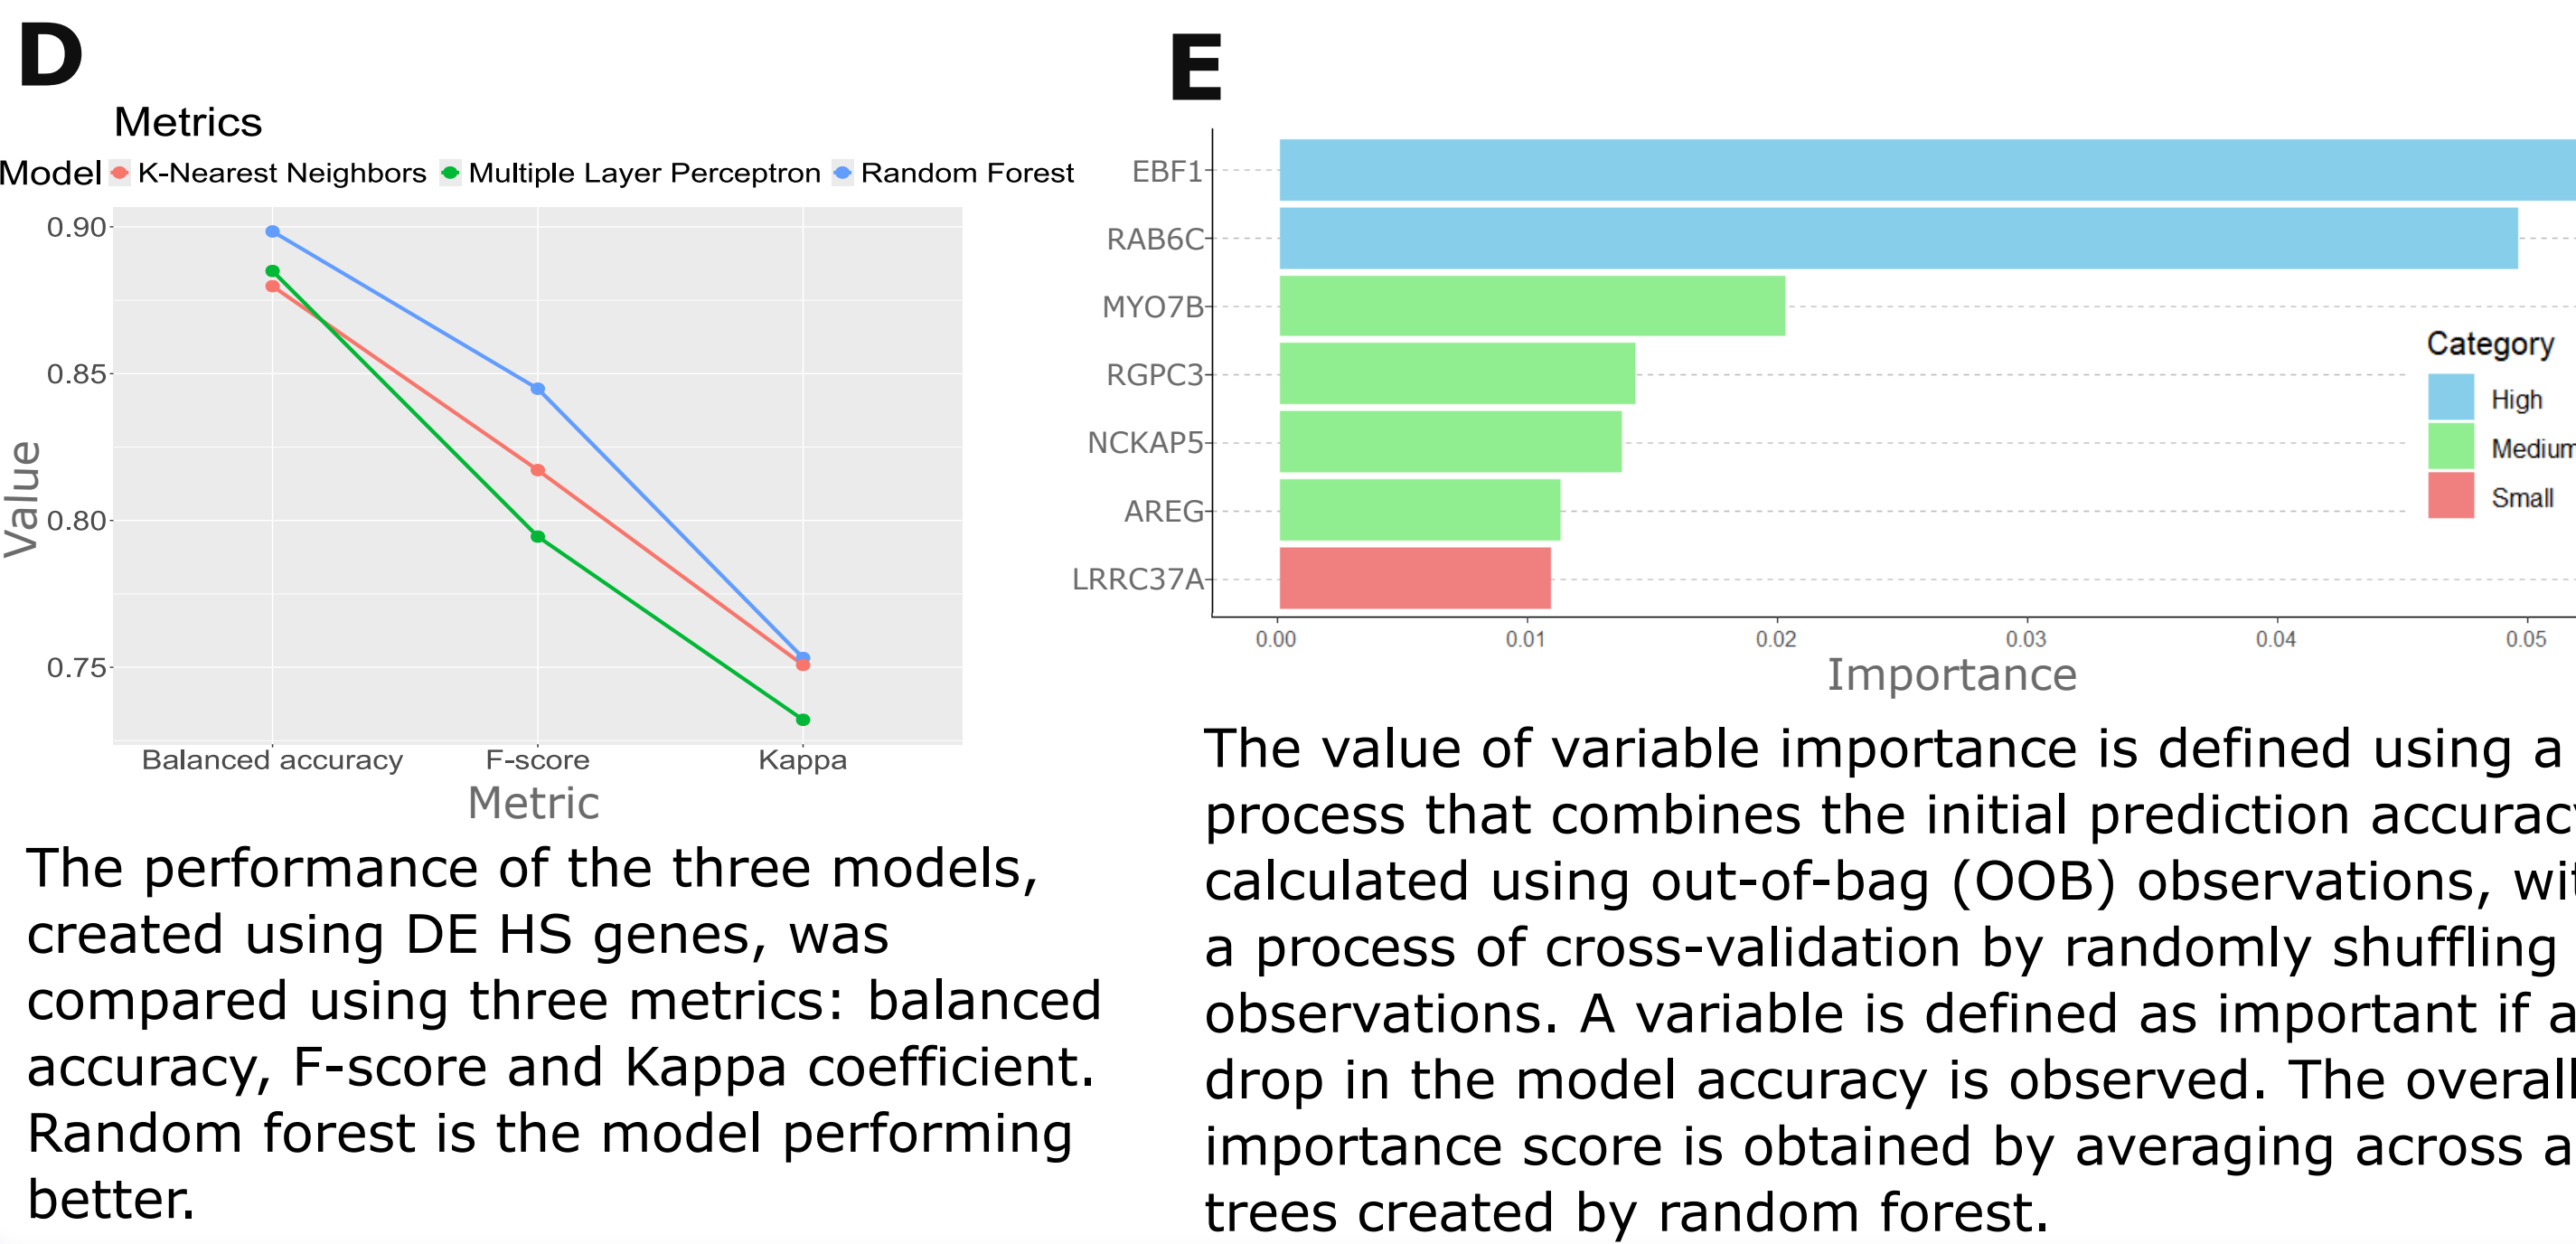 D
Metrics
Model K-Nearest Neighbors Multiple Layer Perceptron Random Forest
0.90
0.85
0.80
0.75
Value
Balanced accuracy F-score Kappa
Metric
The performance of the three models,
created using DE HS genes, was
compared using three metrics: balanced
accuracy, F-score and Kappa coefficient.
Random forest is the model performing
better.
E
EBF1
RAB6C
MYO7B
RGPC3
NCKAP5
AREG
LRRC37A
Category
High
Medium
Small
0.00 0.01 0.02 0.03 0.04 0.05
Importance
The value of variable importance is defined using a
process that combines the initial prediction accuracy
calculated using out-of-bag (OOB) observations,
a process of cross-validation by randomly shuffling
observations. A variable is defined as important if a
drop in the model accuracy is observed. The overall
importance score is obtained by averaging across
trees created by random forest.